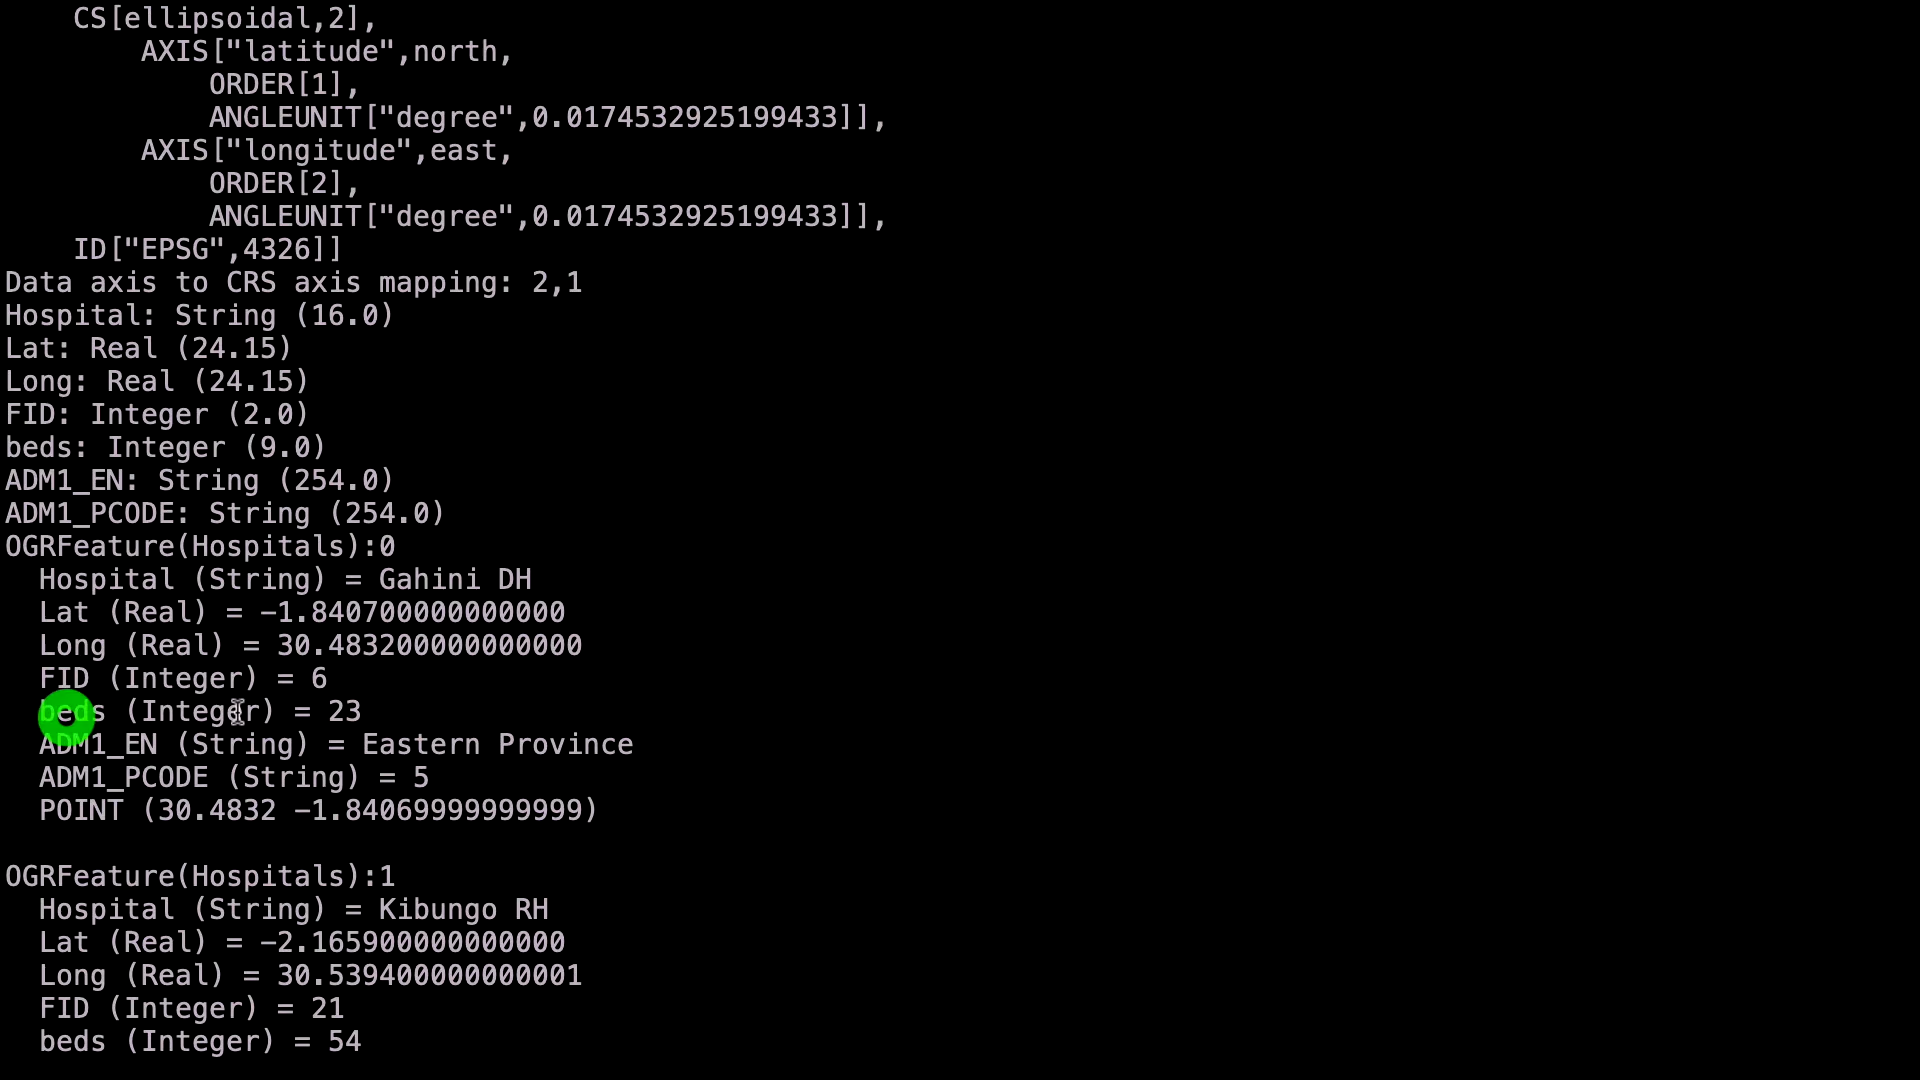 CS[ellipsoidal,2],
AXIS["latitude",north,
ORDER[1],
ANGLEUNIT["degree",0.0174532925199433]],
AXIS["longitude",east,
ORDER[2],
ANGLEUNIT["degree",0.0174532925199433]],
ID["EPSG",4326]]
Data axis to CRS axis mapping: 2,1
Hospital: String (16.0)
Lat: Real (24.15)
Long: Real (24.15)
FID: Integer (2.0)
beds: Integer (9.0)
ADM1_EN: String (254.0)
ADM1_PCODE: String (254.0)
OGRFeature(Hospitals):0
Hospital (String) = Gahini DH
Lat (Real) = -1.840700000000000
Long (Real) = 30.483200000000000
FID (Integer) = 6
beds (Integer) = 23
ADM1_EN (String) = Eastern Province
ADM1_PCODE (String) = 5
POINT (30.4832 -1.84069999999999)
OGRFeature(Hospitals):1
Hospital (String) = Kibungo RH
Lat (Real) = -2.165900000000000
Long (Real) = 30.539400000000001
FID (Integer) = 21
beds (Integer) = 54